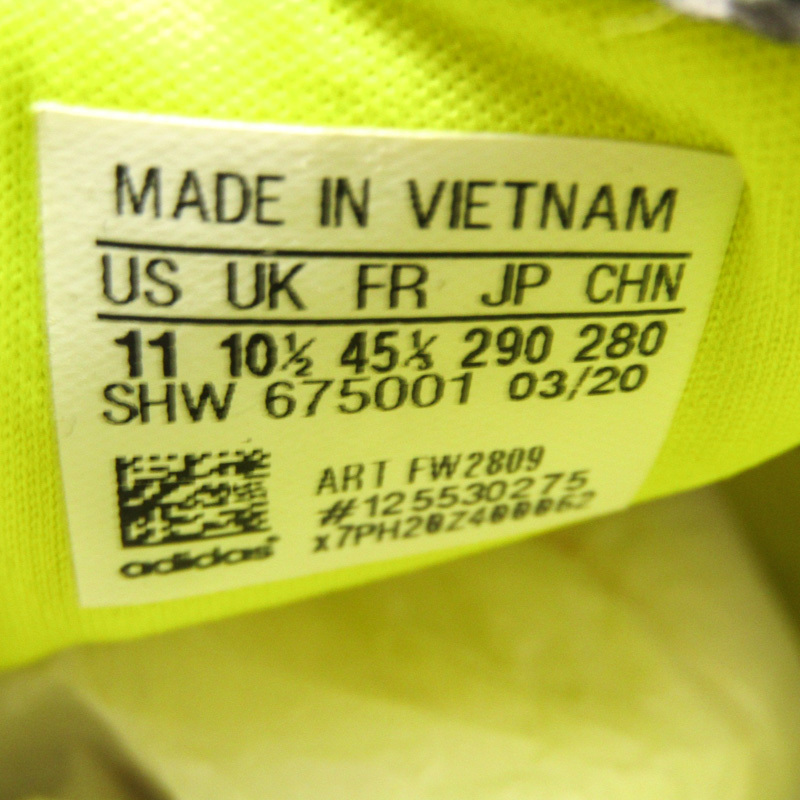 MADE IN VIETNAM
US UK FR JP CHN
11 10½ 45⅓ 290 280
SHW 675001 03/20
ART FW2809
#125530275
x7PH20Z400062
adidas